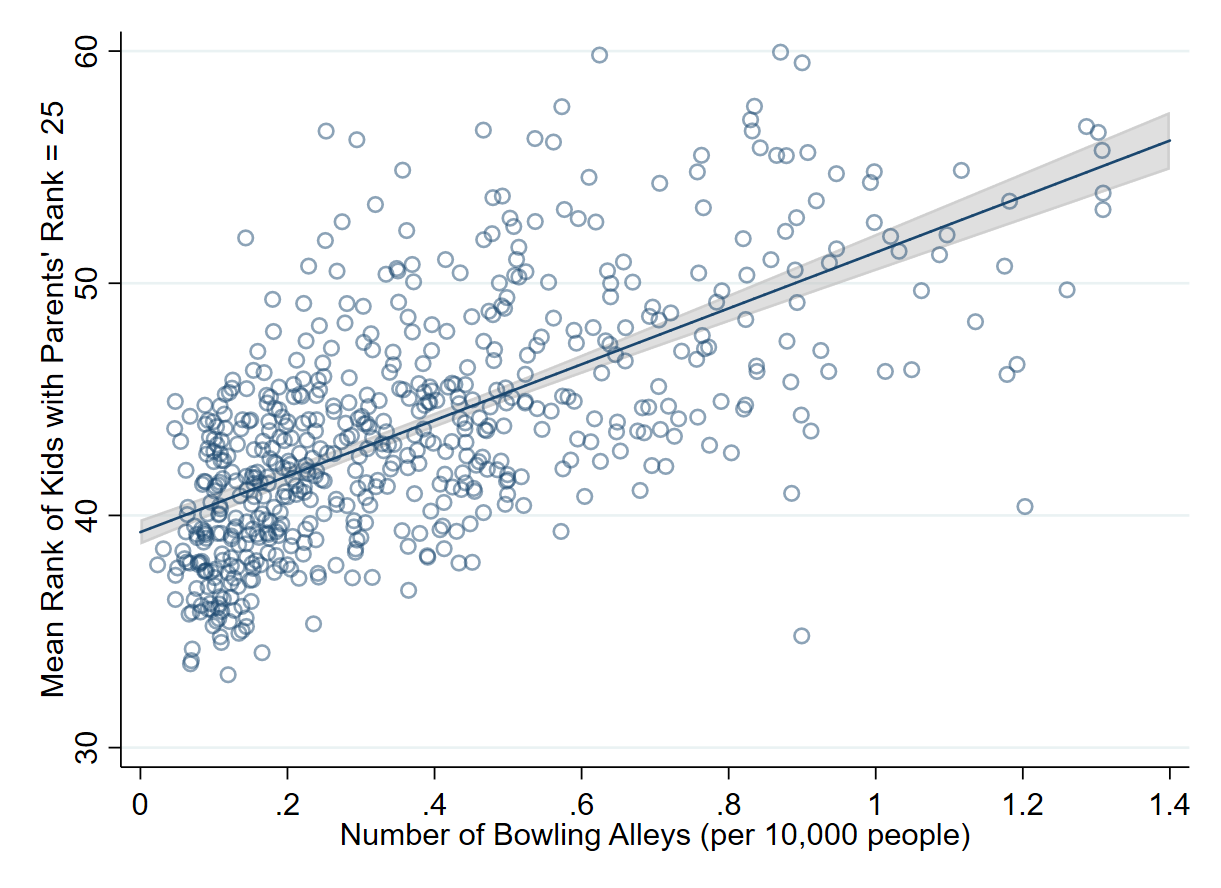 Mean Rank of Kids with Parents' Rank = 25
60
50
40
30
0 .2 .4 .6 .8 1 1.2 1.4
Number of Bowling Alleys (per 10,000 people)